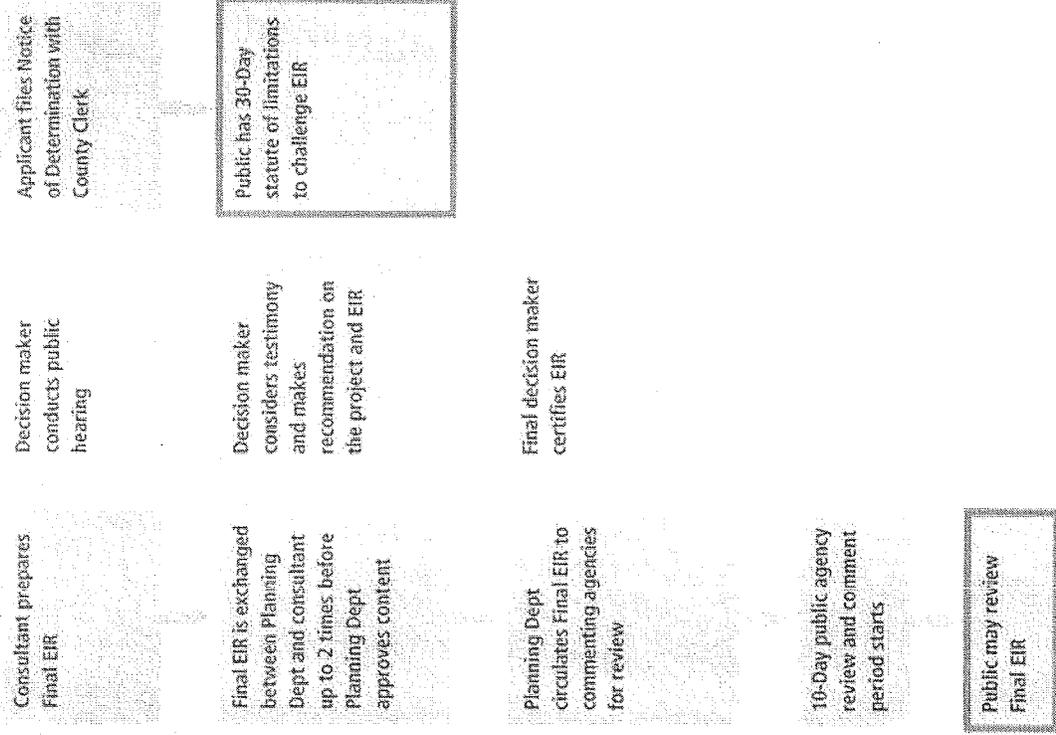 Consultant prepares
Final EIR
Final EIR is exchanged
between Planning
Dept and consultant
up to 2 times before
Planning Dept
approves content
Planning Dept
circulates Final EIR to
commenting agencies
for review
10-Day public agency
review and comment
period starts
Public may review
Final EIR
Decision maker
conducts public
hearing
Decision maker
considers testimony
and makes
recommendation on
the project and EIR
Final decision maker
certifies EIR
Applicant files Notice
of Determination with
County Clerk
Public has 30-Day
statute of limitations
to challenge EIR